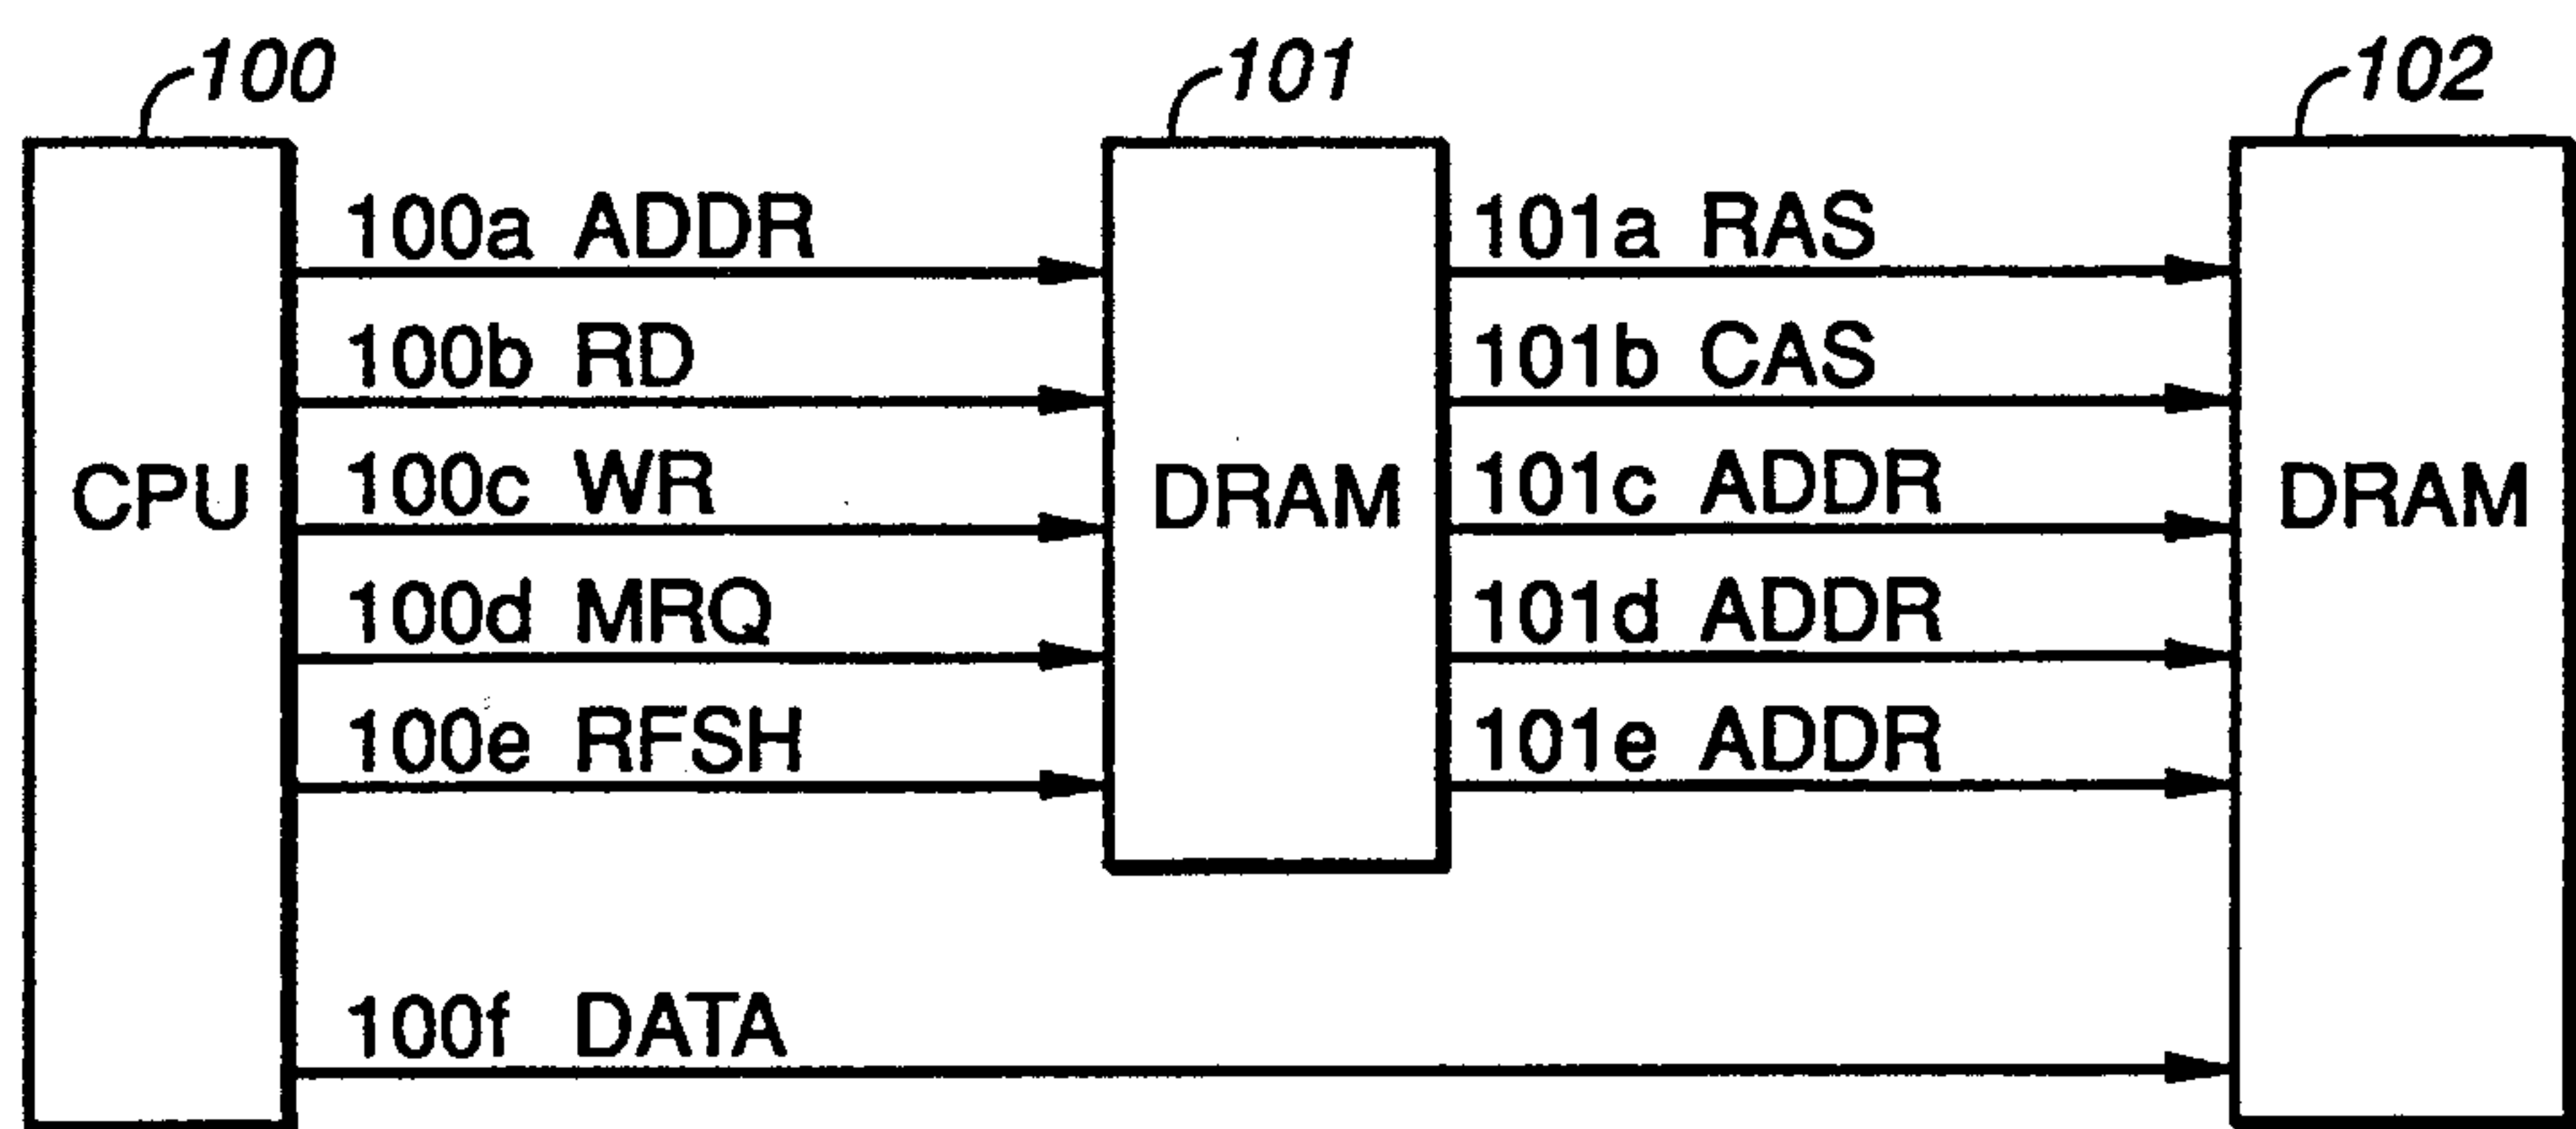 100
101
102
100a ADDR
101a RAS
100b RD
101b CAS
CPU
100c WR
DRAM
101c ADDR
DRAM
100d MRQ
101d ADDR
100e RFSH
101e ADDR
100f DATA